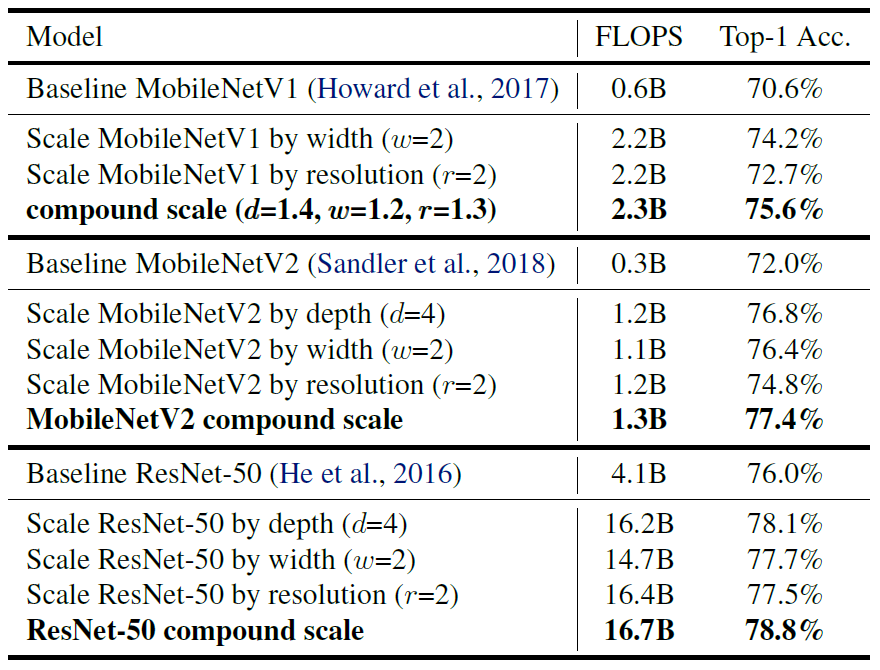 Model FLOPS Top-1 Acc.
Baseline MobileNetV1 (Howard et al., 2017) 0.6B 70.6%
Scale MobileNetV1 by width (w=2) 2.2B 74.2%
Scale MobileNetV1 by resolution (r=2) 2.2B 72.7%
compound scale (d=1.4, w=1.2, r=1.3) 2.3B 75.6%
Baseline MobileNetV2 (Sandler et al., 2018) 0.3B 72.0%
Scale MobileNetV2 by depth (d=4) 1.2B 76.8%
Scale MobileNetV2 by width (w=2) 1.1B 76.4%
Scale MobileNetV2 by resolution (r=2) 1.2B 74.8%
MobileNetV2 compound scale 1.3B 77.4%
Baseline ResNet-50 (He et al., 2016) 4.1B 76.0%
Scale ResNet-50 by depth (d=4) 16.2B 78.1%
Scale ResNet-50 by width (w=2) 14.7B 77.7%
Scale ResNet-50 by resolution (r=2) 16.4B 77.5%
ResNet-50 compound scale 16.7B 78.8%